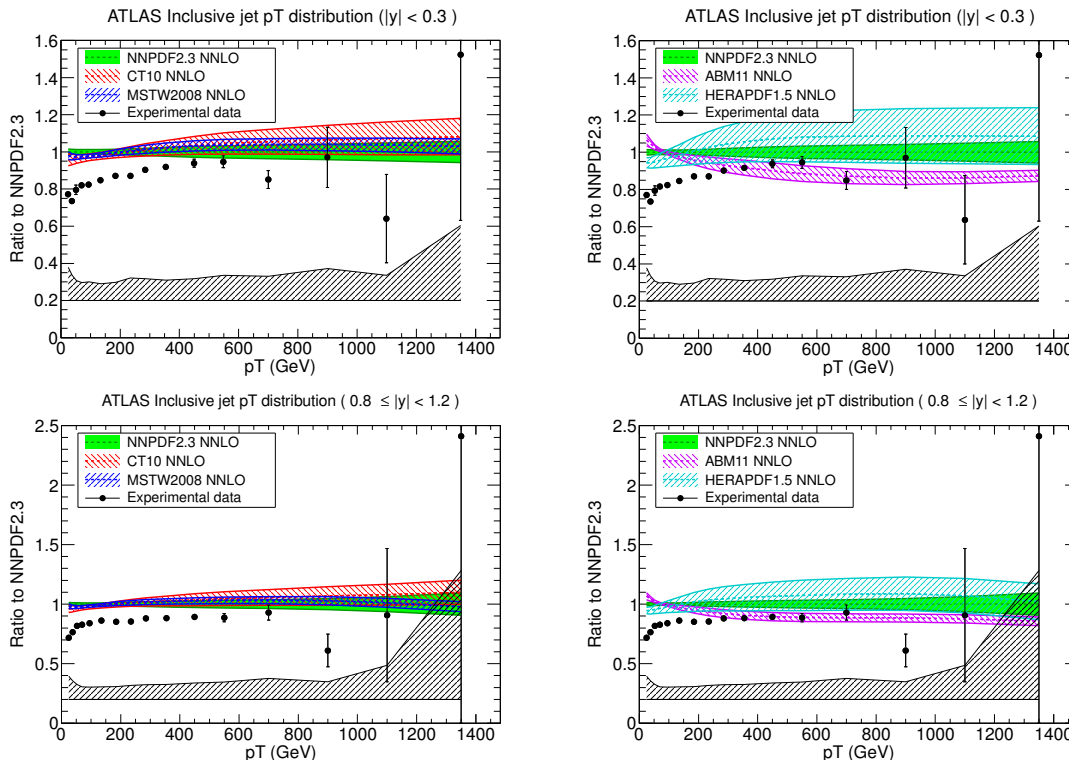 ATLAS Inclusive jet pT distribution (|y| < 0.3)
Ratio to NNPDF2.3
1.6
1.4
1.2
1
0.8
0.6
0.4
0.2
0
NNPDF2.3 NNLO
CT10 NNLO
MSTW2008 NNLO
Experimental data
0 200 400 600 800 1000 1200 1400
pT (GeV)
ATLAS Inclusive jet pT distribution (|y| < 0.3)
Ratio to NNPDF2.3
1.6
1.4
1.2
1
0.8
0.6
0.4
0.2
0
NNPDF2.3 NNLO
ABM11 NNLO
HERAPDF1.5 NNLO
Experimental data
0 200 400 600 800 1000 1200 1400
pT (GeV)
ATLAS Inclusive jet pT distribution ( 0.8 ≤ |y| < 1.2 )
Ratio to NNPDF2.3
2.5
2
1.5
1
0.5
0
NNPDF2.3 NNLO
CT10 NNLO
MSTW2008 NNLO
Experimental data
0 200 400 600 800 1000 1200 1400
pT (GeV)
ATLAS Inclusive jet pT distribution ( 0.8 ≤ |y| < 1.2 )
Ratio to NNPDF2.3
2.5
2
1.5
1
0.5
0
NNPDF2.3 NNLO
ABM11 NNLO
HERAPDF1.5 NNLO
Experimental data
0 200 400 600 800 1000 1200 1400
pT (GeV)